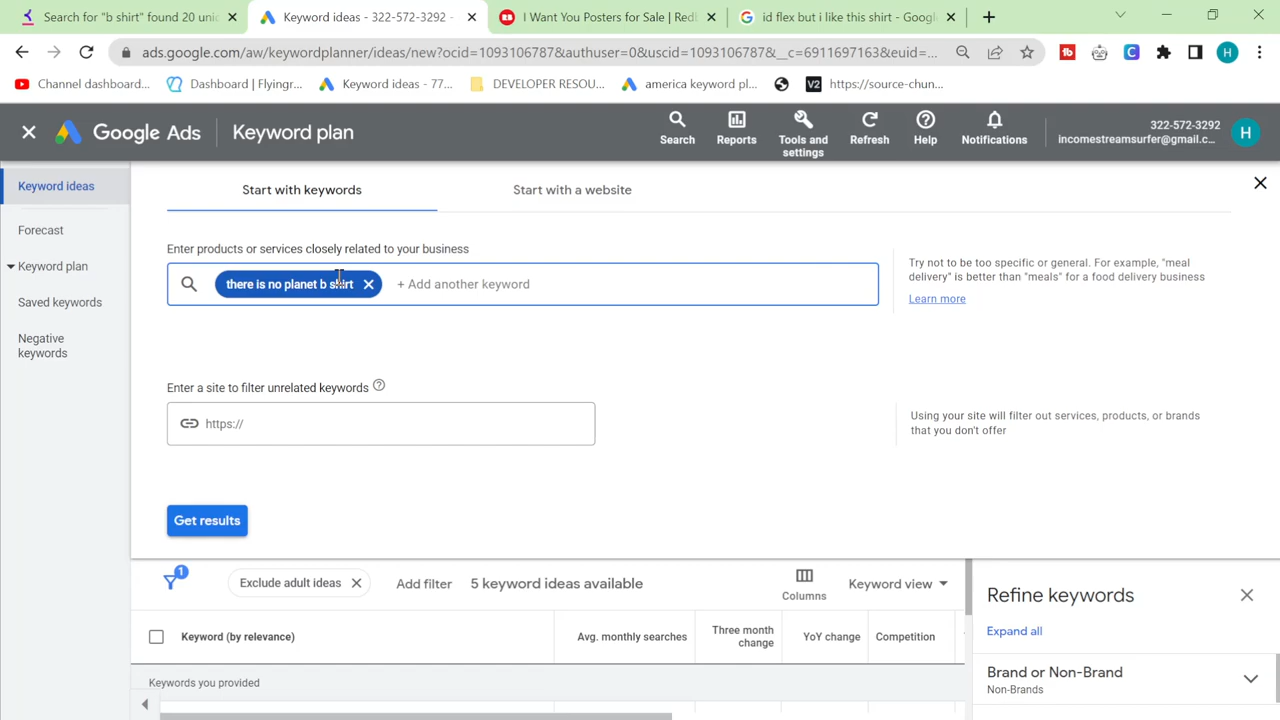 Search for "b shirt" found 20 uni
Keyword ideas - 322-572-3292 -
I Want You Posters for Sale | Redl
id flex but i like this shirt - Googl
ads.google.com/aw/keywordplanner/ideas/new?ocid=10931067878&authuser=0&uscid=10931067878&__c=6911697163&euid=...
Channel dashboard...
Dashboard | Flyingr...
Keyword ideas - 77...
DEVELOPER RESOU...
america keyword pl...
V2
https://source-chun...
Google Ads
Keyword plan
Search
Reports
Tools and settings
Refresh
Help
Notifications
322-572-3292
incomestreamsurfer@gmail.c...
H
Keyword ideas
Forecast
Keyword plan
Saved keywords
Negative
keywords
Start with keywords
Start with a website
Enter products or services closely related to your business
there is no planet b shirt
+ Add another keyword
Try not to be too specific or general. For example, "meal
delivery" is better than "meals" for a food delivery business
Learn more
Enter a site to filter unrelated keywords
https://
Using your site will filter out services, products, or brands
that you don't offer
Get results
1
Exclude adult ideas
Add filter
5 keyword ideas available
Columns
Keyword view
Keyword (by relevance)
Avg. monthly searches
Three month
change
YoY change
Competition
Keywords you provided
Refine keywords
Expand all
Brand or Non-Brand
Non-Brands